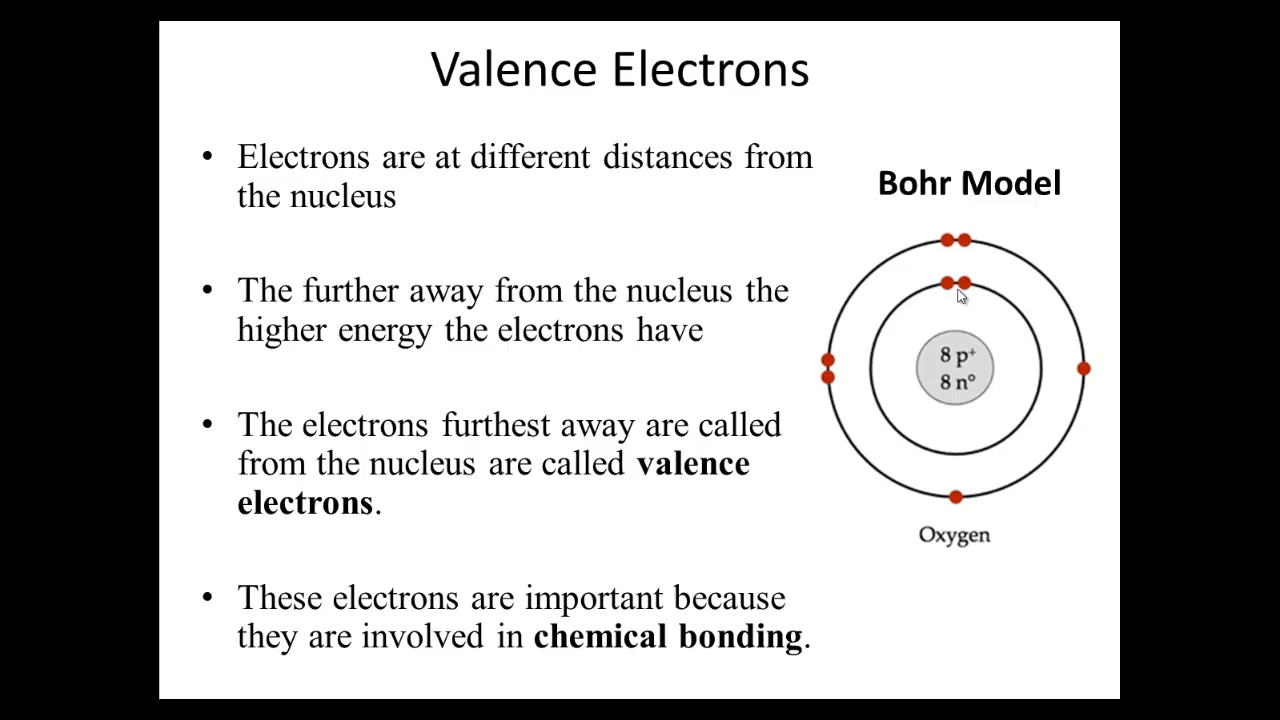 Valence Electrons
• Electrons are at different distances from
the nucleus
• The further away from the nucleus the
higher energy the electrons have
• The electrons furthest away are called
from the nucleus are called valence
electrons.
• These electrons are important because
they are involved in chemical bonding.
Bohr Model
8 p⁺
8 n⁰
Oxygen